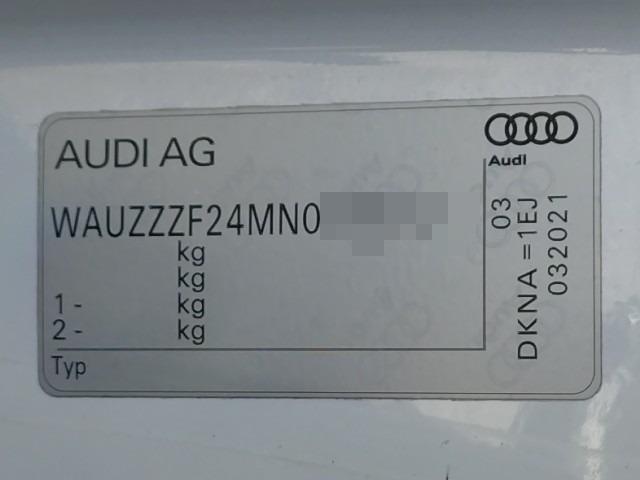 AUDI AG
Audi
WAUZZZF24MN0
kg
kg
1 - kg
2 - kg
Typ
03
DKNA = 1EJ
032021